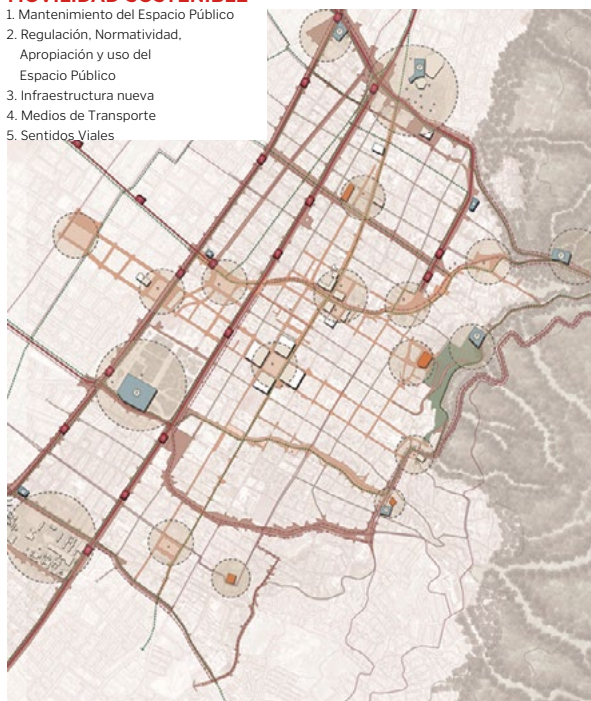 MOVILIDAD SOSTENIBLE
1. Mantenimiento del Espacio Público
2. Regulación, Normatividad,
Apropiación y uso del
Espacio Público
3. Infraestructura nueva
4. Medios de Transporte
5. Sentidos Viales